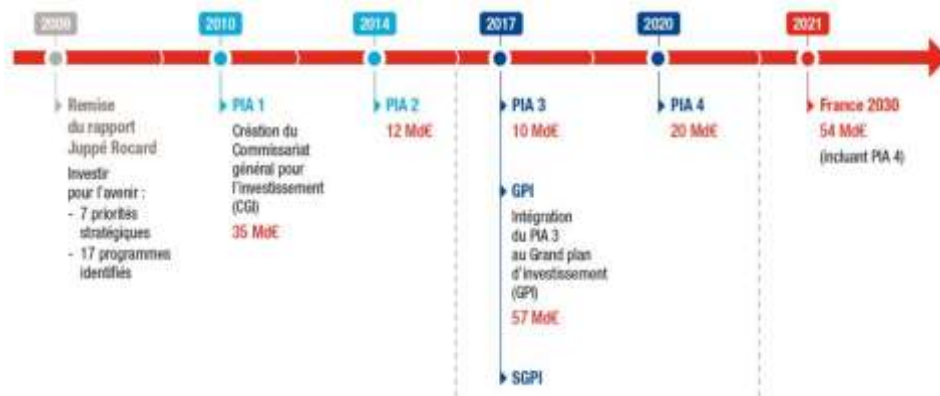 2009
2010
2014
2017
2020
2021
Remise
du rapport
Juppé Rocard
Investir
pour l'avenir :
- 7 priorités
stratégiques
- 17 programmes
identifiés
PIA 1
Création du
Commissariat
général pour
l'investissement
(CGI)
35 Md€
PIA 2
12 Md€
PIA 3
10 Md€
GPI
Intégration
du PIA 3
au Grand plan
d'investissement
(GPI)
57 Md€
SGPI
PIA 4
20 Md€
France 2030
54 Md€
(incluant PIA 4)